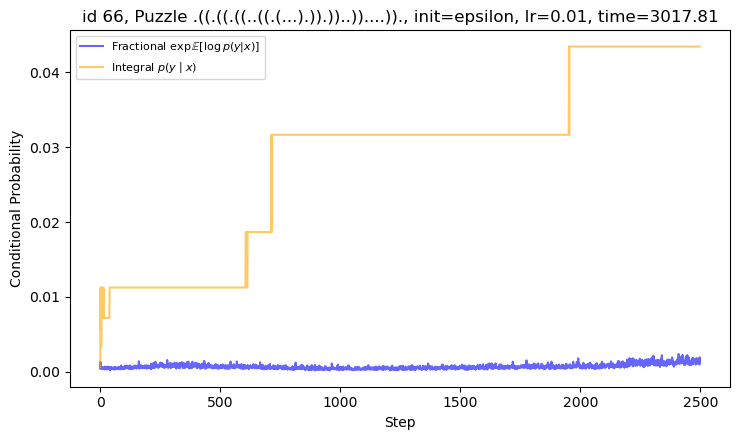 id 66, Puzzle .((.((.((..((.(...).)).))..))....))., init=epsilon, lr=0.01, time=3017.81
Fractional exp𝔼[log p(y|x)]
Integral p(y | x)
Conditional Probability
0.04
0.03
0.02
0.01
0.00
0
500
1000
1500
2000
2500
Step